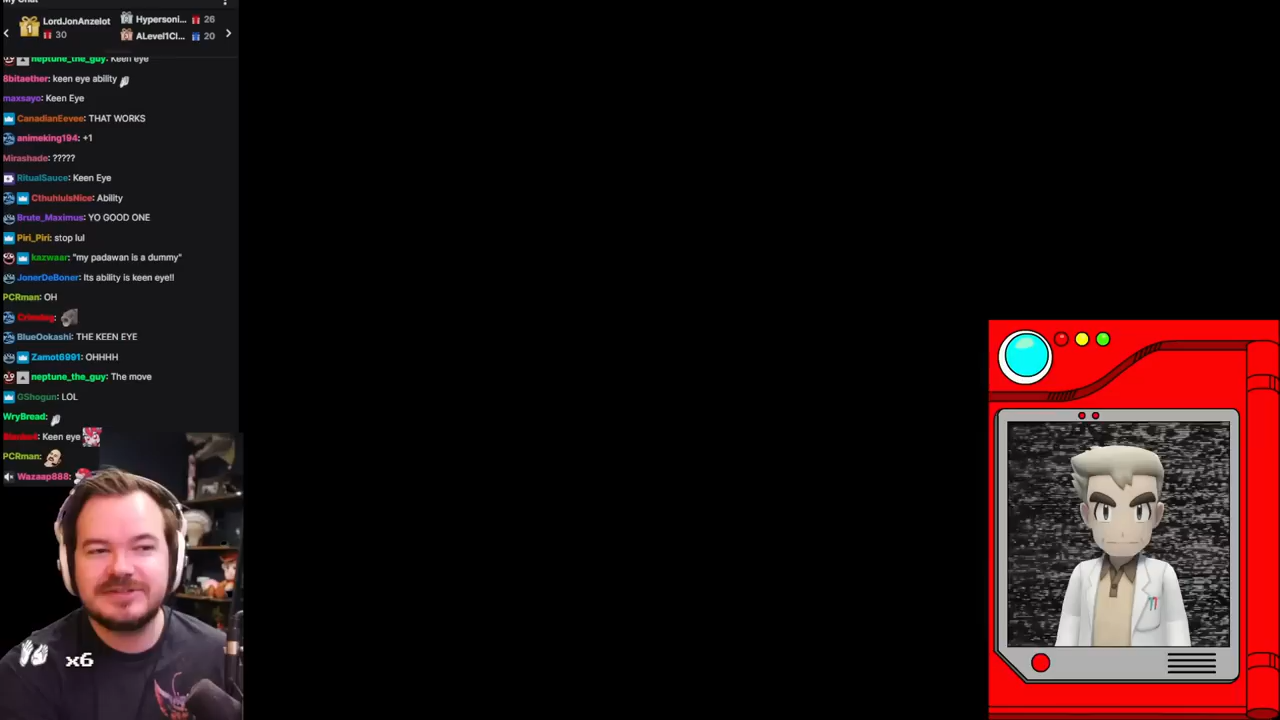 My Chat
LordJonAnzelot
30
Hypersoni... 26
ALevel1Cl... 20
neptune_the_guy: Keen eye
8bitaether: keen eye ability
maxsayo: Keen Eye
CanadianEevee: THAT WORKS
animeking194: +1
Mirashade: ?????
RitualSauce: Keen Eye
CthuhluIsNice: Ability
Brute_Maximus: YO GOOD ONE
Piri_Piri: stop lul
kazwaar: "my padawan is a dummy"
JonerDeBoner: Its ability is keen eye!!
PCRman: OH
BlueOokashi: THE KEEN EYE
Zamot6991: OHHHH
neptune_the_guy: The move
GShogun: LOL
WryBread:
Keen eye
PCRman:
Wazaap888:
x6